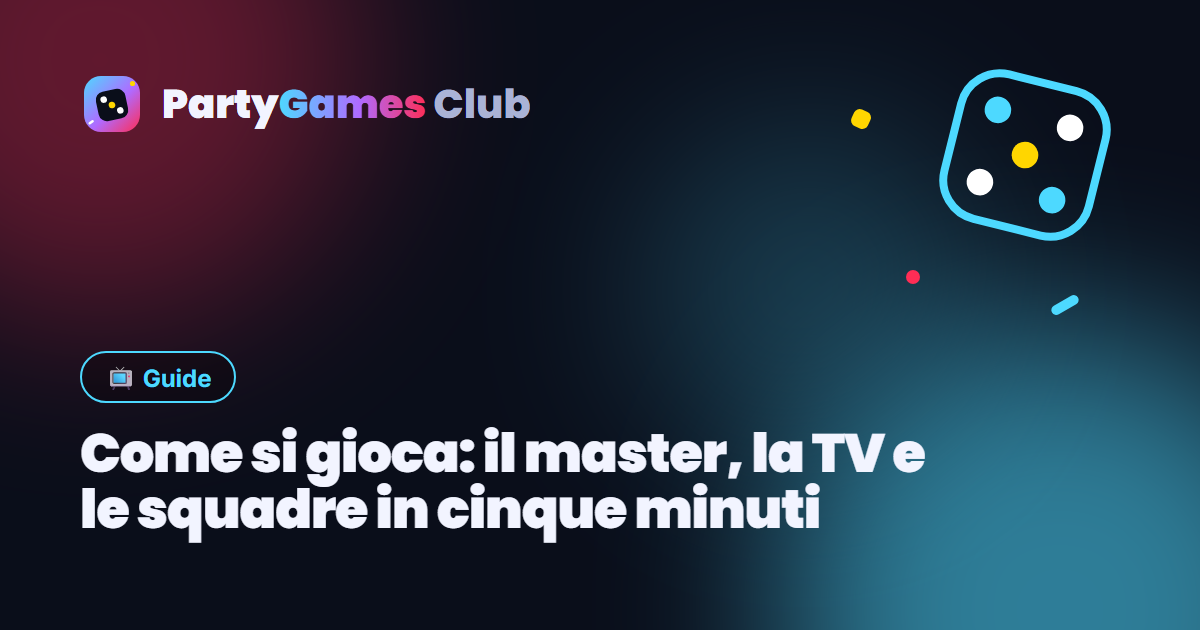 PartyGames Club
Guide
Come si gioca: il master, la TV e
le squadre in cinque minuti